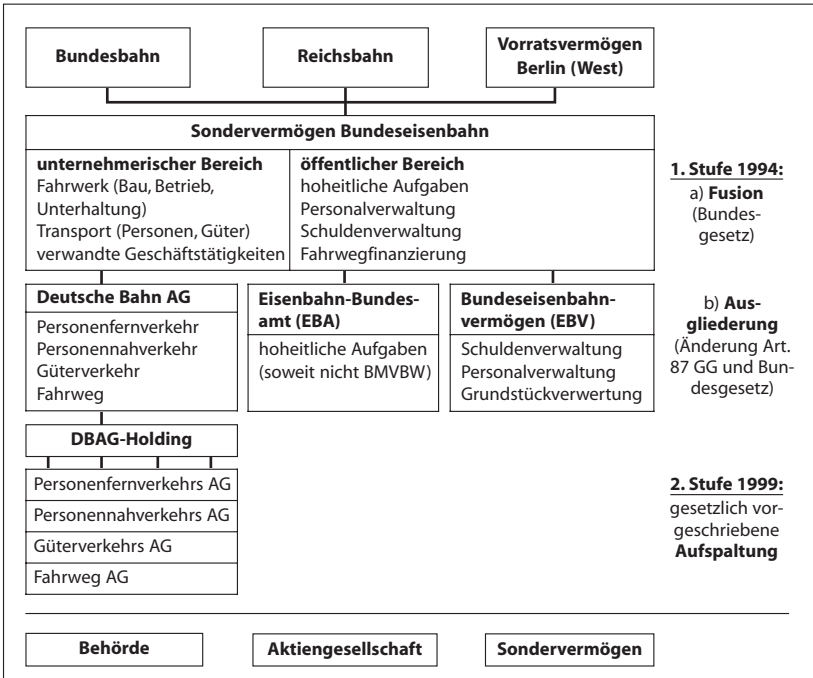 Bundesbahn
Reichsbahn
Vorratsvermögen
Berlin (West)
Sondervermögen Bundeseisenbahn
unternehmerischer Bereich
Fahrwerk (Bau, Betrieb,
Unterhaltung)
Transport (Personen, Güter)
verwandte Geschäftstätigkeiten
öffentlicher Bereich
hoheitliche Aufgaben
Personalverwaltung
Schuldenverwaltung
Fahrwegfinanzierung
1. Stufe 1994:
a) Fusion
(Bundes-
gesetz)
Deutsche Bahn AG
Personenfernverkehr
Personennahverkehr
Güterverkehr
Fahrweg
Eisenbahn-Bundes-
amt (EBA)
hoheitliche Aufgaben
(soweit nicht BMVBW)
Bundeseisenbahn-
vermögen (EBV)
Schuldenverwaltung
Personalverwaltung
Grundstückverwertung
b) Aus-
gliederung
(Änderung Art.
87 GG und Bun-
desgesetz)
DBAG-Holding
Personenfernverkehrs AG
Personennahverkehrs AG
Güterverkehrs AG
Fahrweg AG
2. Stufe 1999:
gesetzlich vor-
geschriebene
Aufspaltung
Behörde
Aktiengesellschaft
Sondervermögen